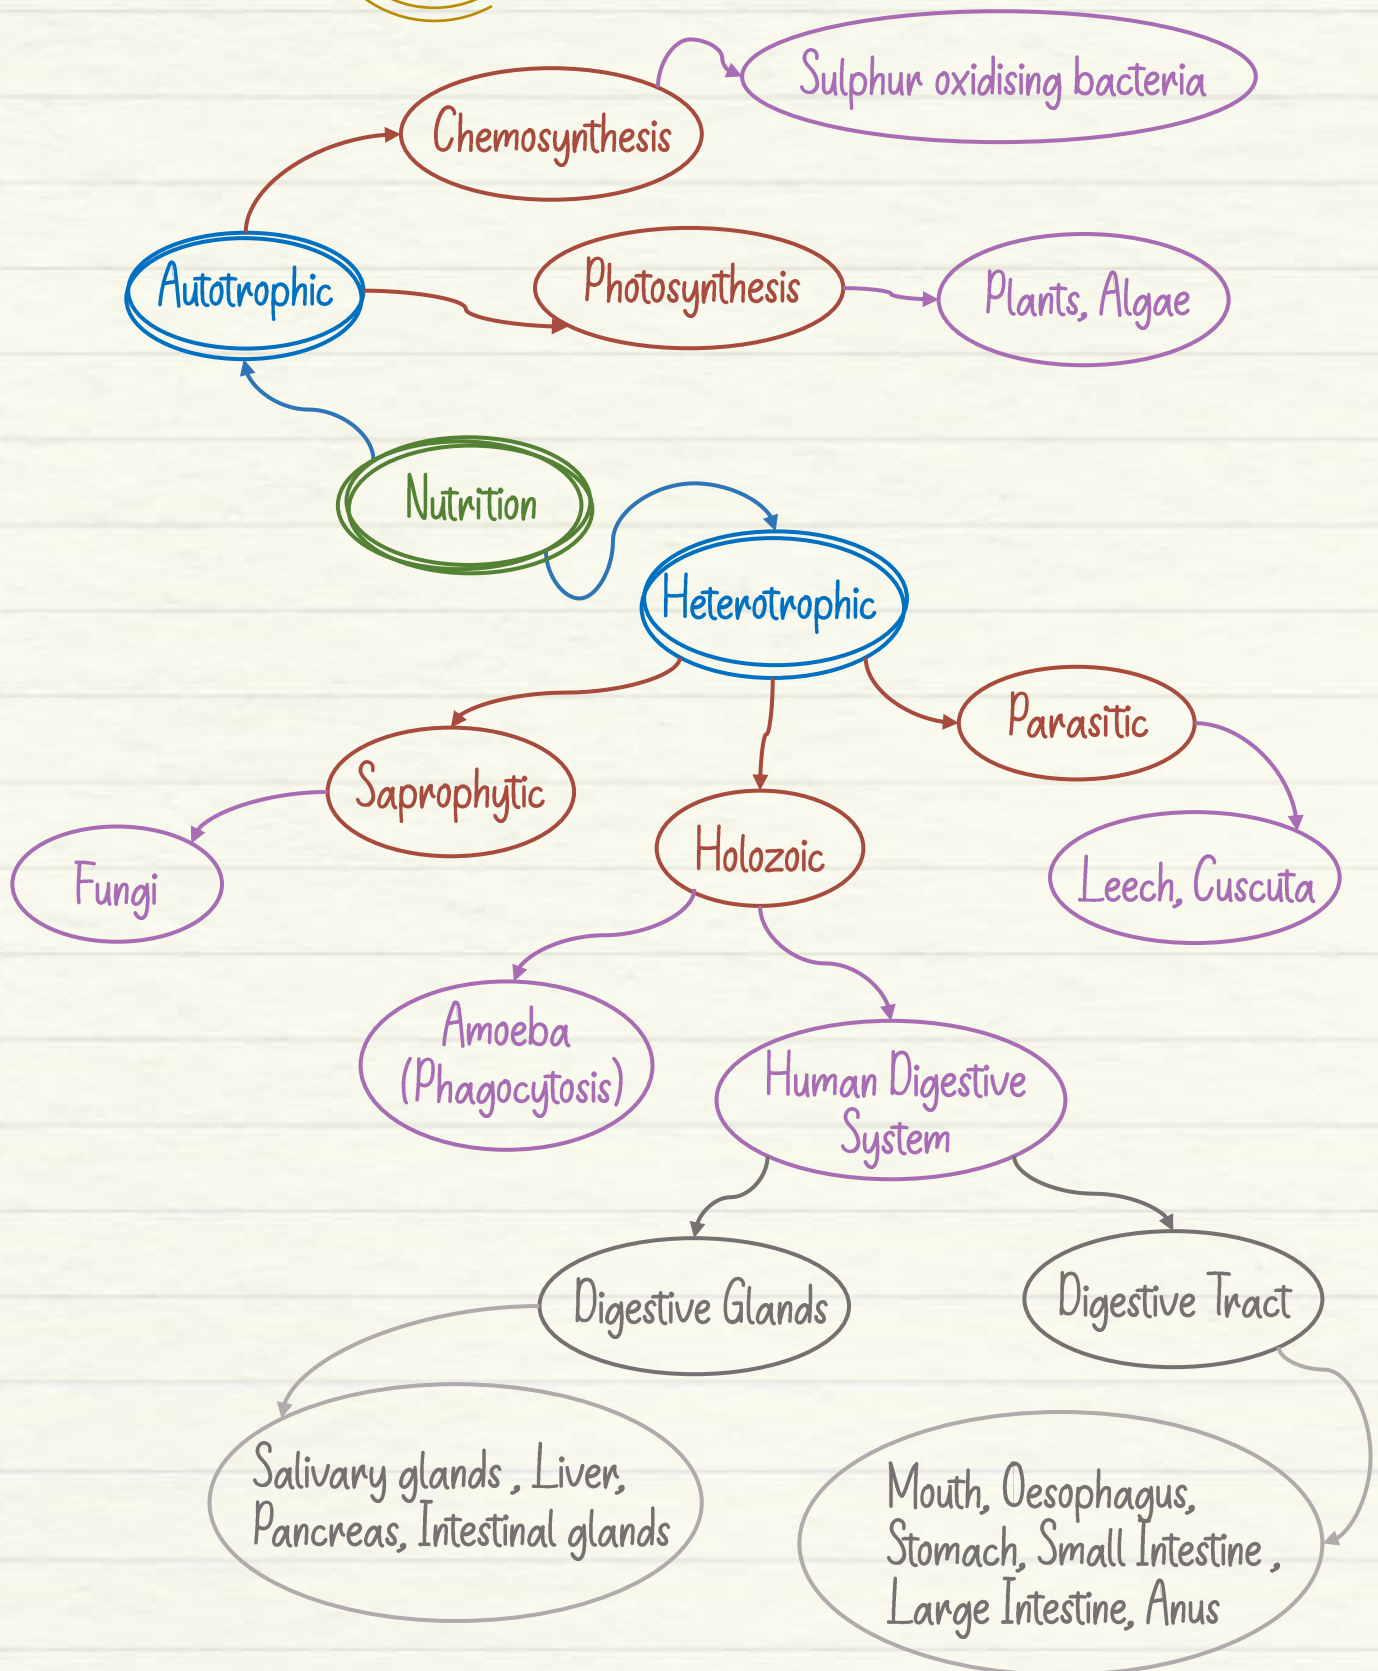 Sulphur oxidising bacteria
Chemosynthesis
Autotrophic
Photosynthesis
Plants, Algae
Nutrition
Heterotrophic
Parasitic
Saprophytic
Holozoic
Fungi
Leech, Cuscuta
Amoeba
(Phagocytosis)
Human Digestive
System
Digestive Glands
Digestive Tract
Salivary glands , Liver,
Pancreas, Intestinal glands
Mouth, Oesophagus,
Stomach, Small Intestine ,
Large Intestine, Anus